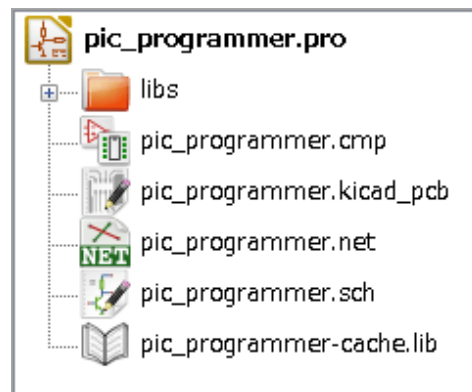 pic_programmer.pro
libs
pic_programmer.cmp
pic_programmer.kicad_pcb
NET pic_programmer.net
pic_programmer.sch
pic_programmer-cache.lib